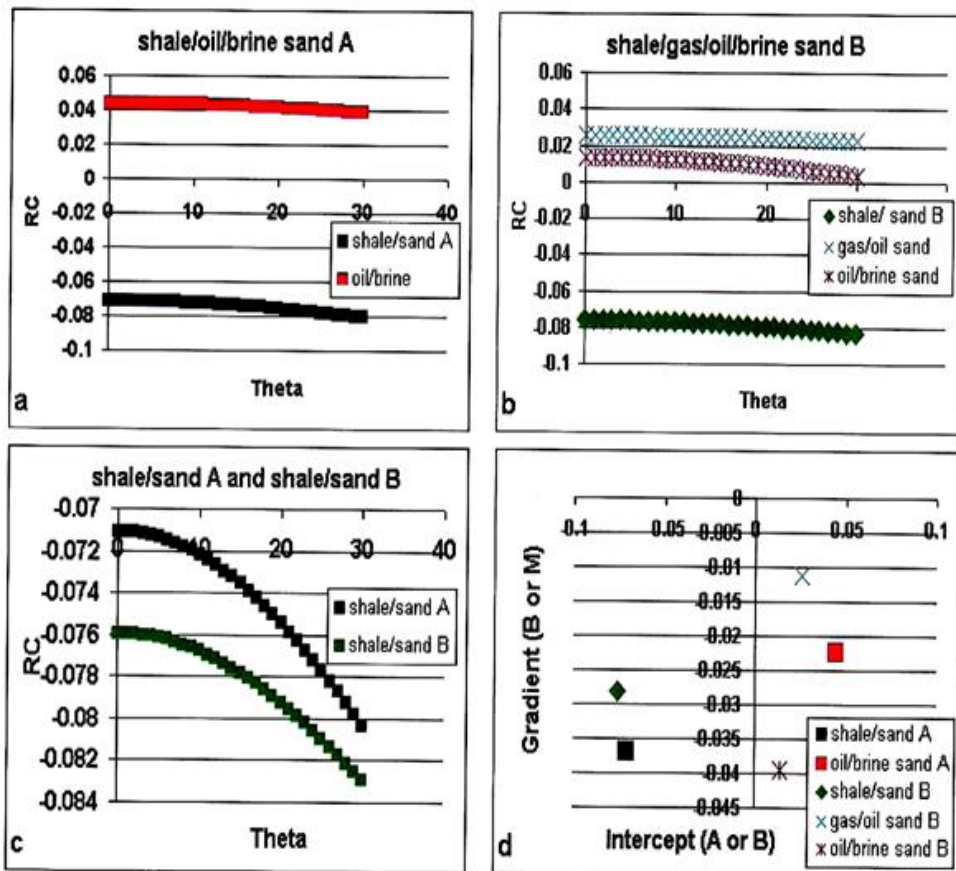 shale/oil/brine sand A
0.06
0.04
0.02
0
-0.02
-0.04
-0.06
-0.08
-0.1
0 10 20 30 40
RC
shale/sand A
oil/brine
Theta
a
shale/gas/oil/brine sand B
0.06
0.04
0.02
0
-0.02
-0.04
-0.06
-0.08
-0.1
0 10 20
RC
shale/ sand B
gas/oil sand
oil/brine sand
Theta
b
shale/sand A and shale/sand B
-0.07
-0.072
-0.074
-0.076
-0.078
-0.08
-0.082
-0.084
0 10 20 30 40
RC
shale/sand A
shale/sand B
Theta
c
0
-0.1 0.05 0 0.05 0.1
-0.005
-0.01
-0.015
-0.02
-0.025
-0.03
-0.035
-0.04
-0.045
Gradient (B or M)
shale/sand A
oil/brine sand A
shale/sand B
gas/oil sand B
oil/brine sand B
Intercept (A or B)
d